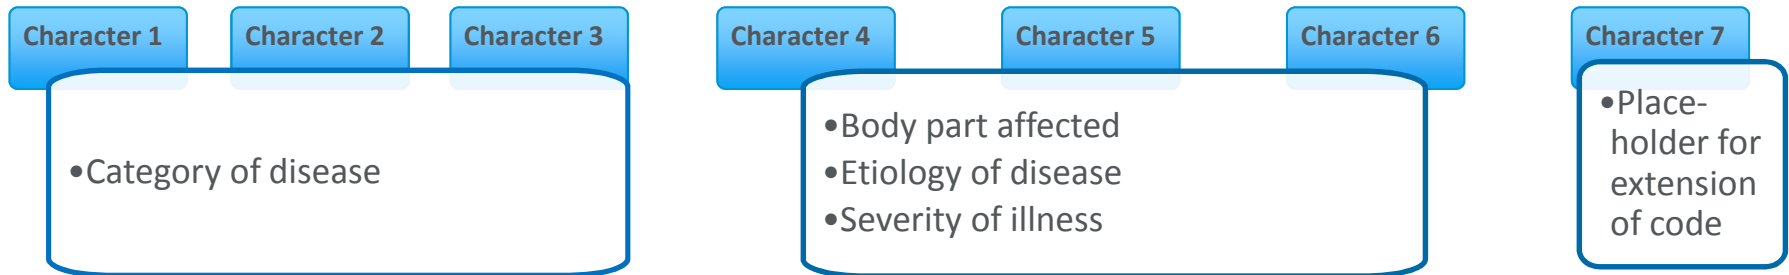 Character 1
Character 2
Character 3
Character 4
Character 5
Character 6
Character 7
•Category of disease
•Body part affected
•Etiology of disease
•Severity of illness
•Place-
holder for
extension
of code